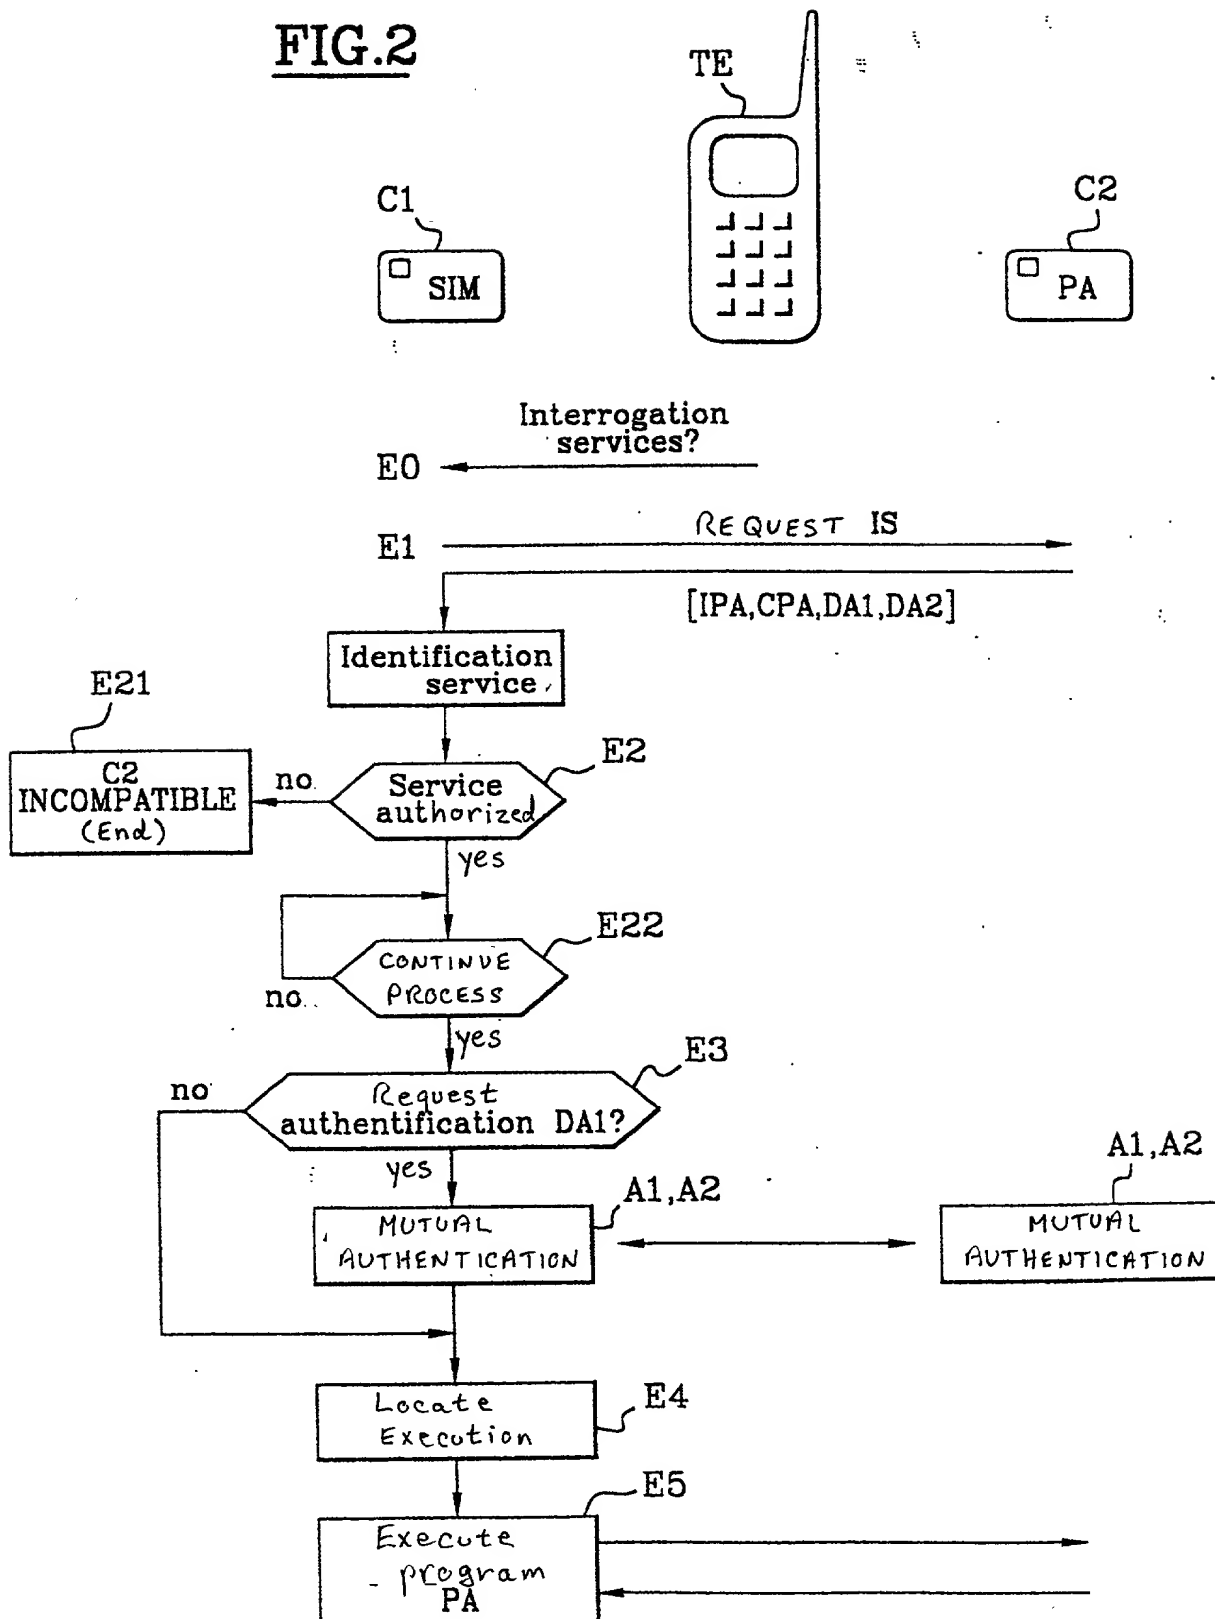 FIG.2
TE
C1
C2
SIM
PA
Interrogation
services?
E0
E1
REQUEST IS
[IPA,CPA,DA1,DA2]
Identification
service
E21
E2
C2
INCOMPATIBLE
(End)
no
Service
authorized
yes
E22
CONTINUE
PROCESS
no
yes
E3
no
Request
authentification DA1?
yes
A1,A2
A1,A2
MUTUAL
AUTHENTICATION
MUTUAL
AUTHENTICATION
Locate
Execution
E4
E5
Execute
program
PA